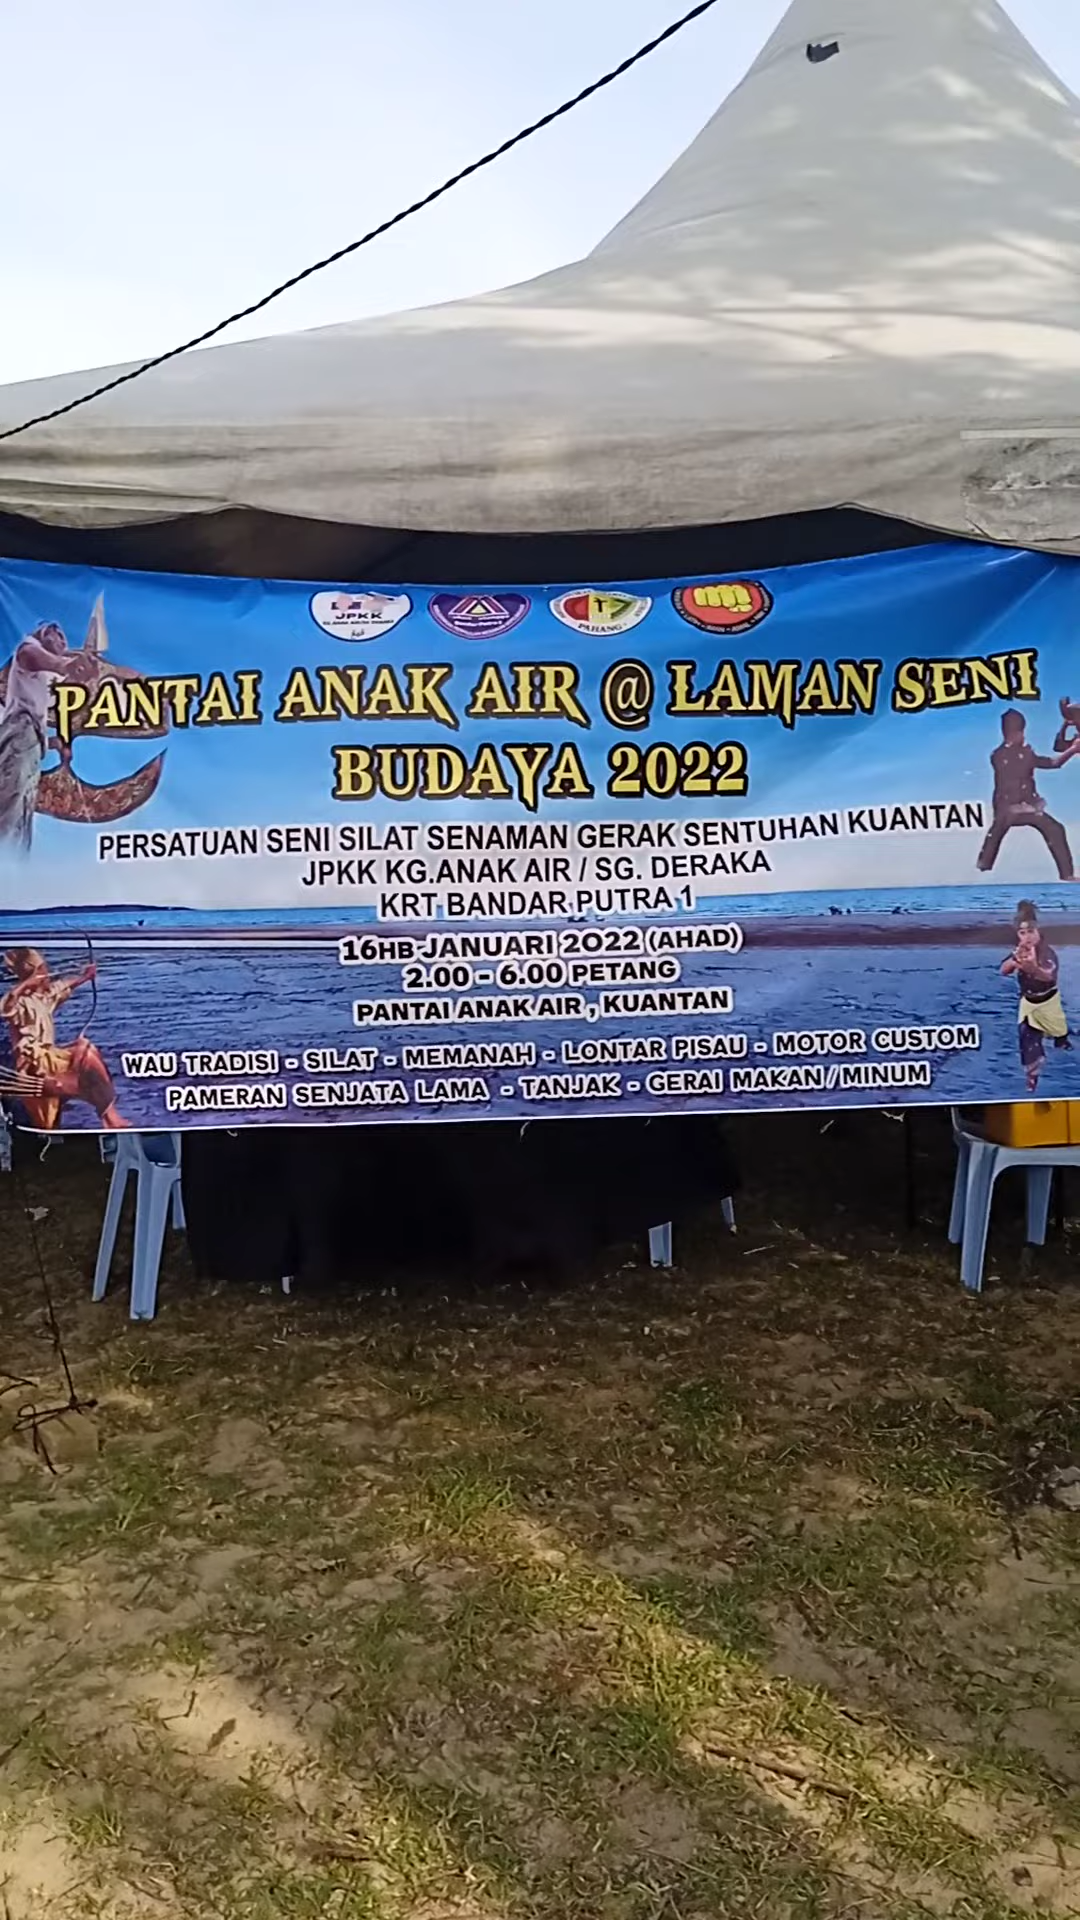 JPKK
PAHANG
PANTAI ANAK AIR @ LAMAN SENI
BUDAYA 2022
PERSATUAN SENI SILAT SENAMAN GERAK SENTUHAN KUANTAN
JPKK KG.ANAK AIR / SG. DERAKA
KRT BANDAR PUTRA 1
16HB JANUARI 2022 (AHAD)
2.00 - 6.00 PETANG
PANTAI ANAK AIR , KUANTAN
WAU TRADISI - SILAT - MEMANAH - LONTAR PISAU - MOTOR CUSTOM
PAMERAN SENJATA LAMA - TANJAK - GERAI MAKAN/MINUM